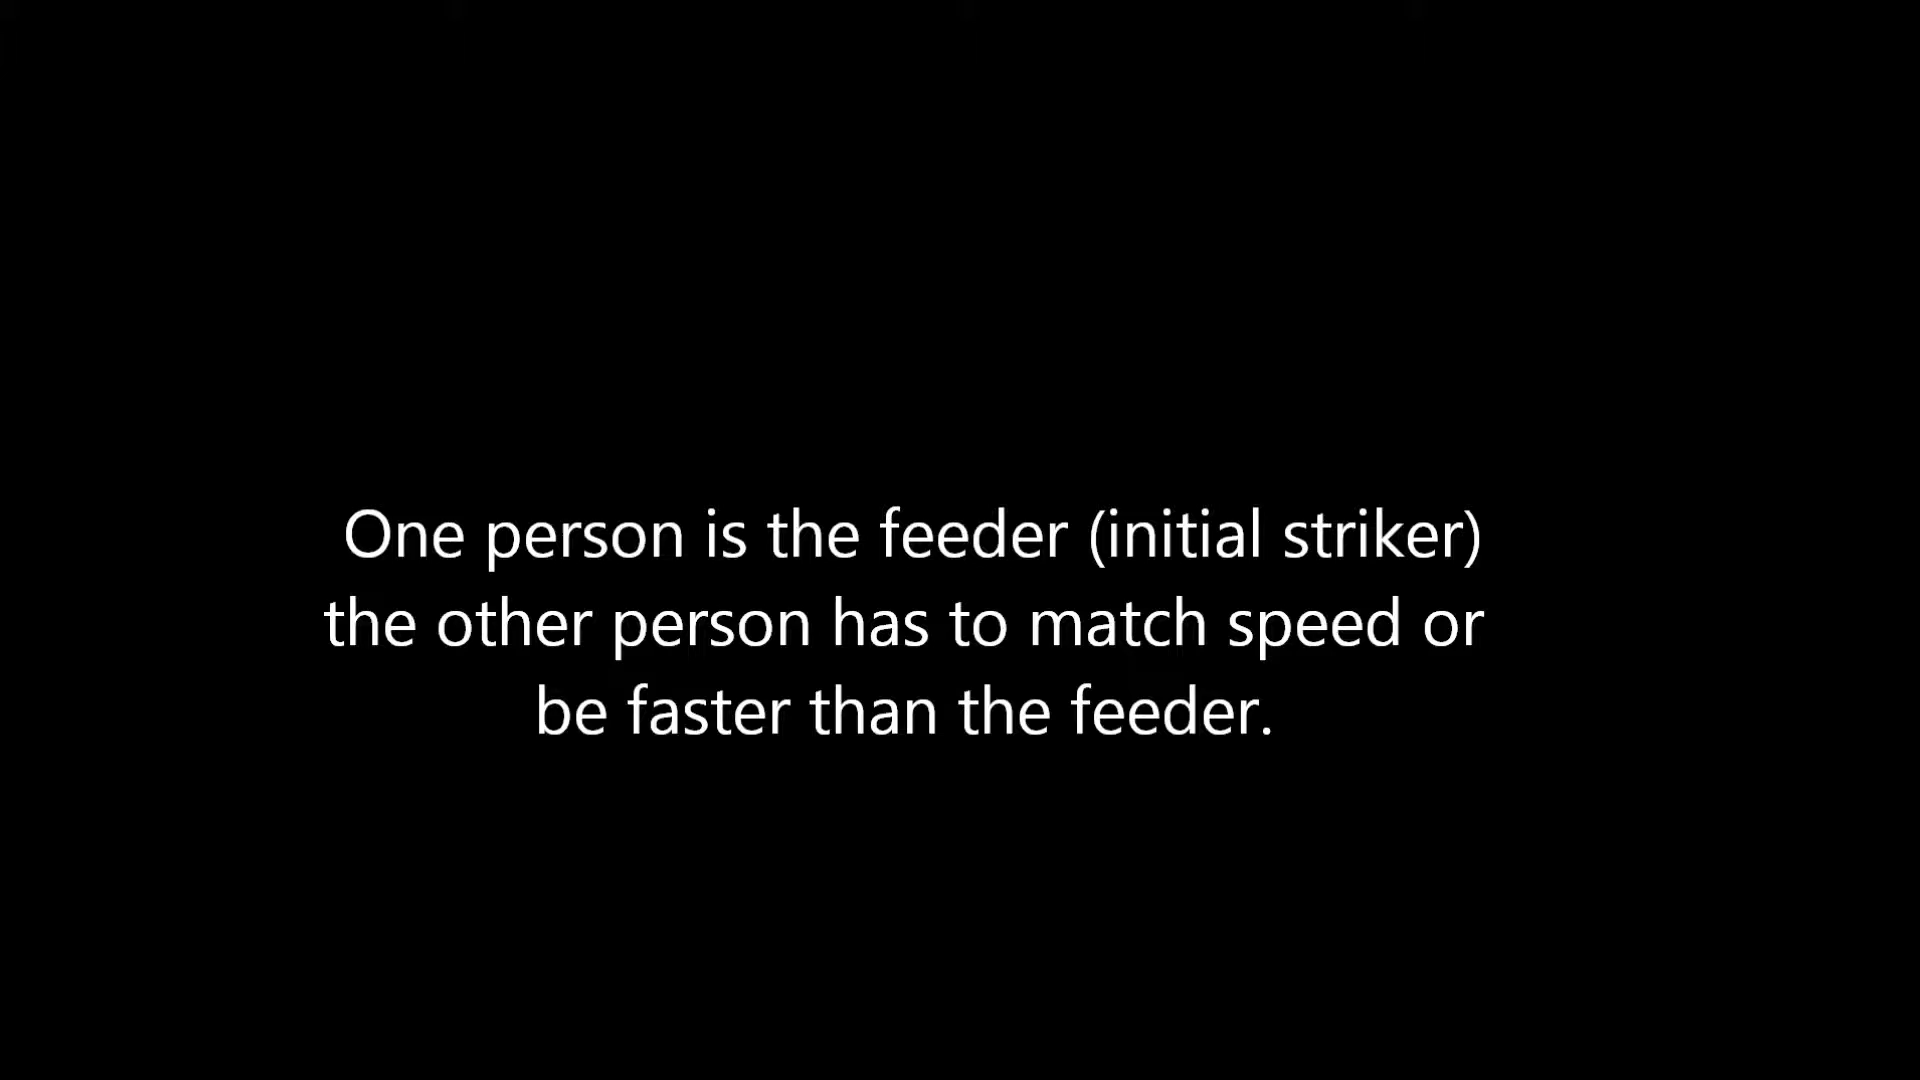 One person is the feeder (initial striker)
the other person has to match speed or
be faster than the feeder.